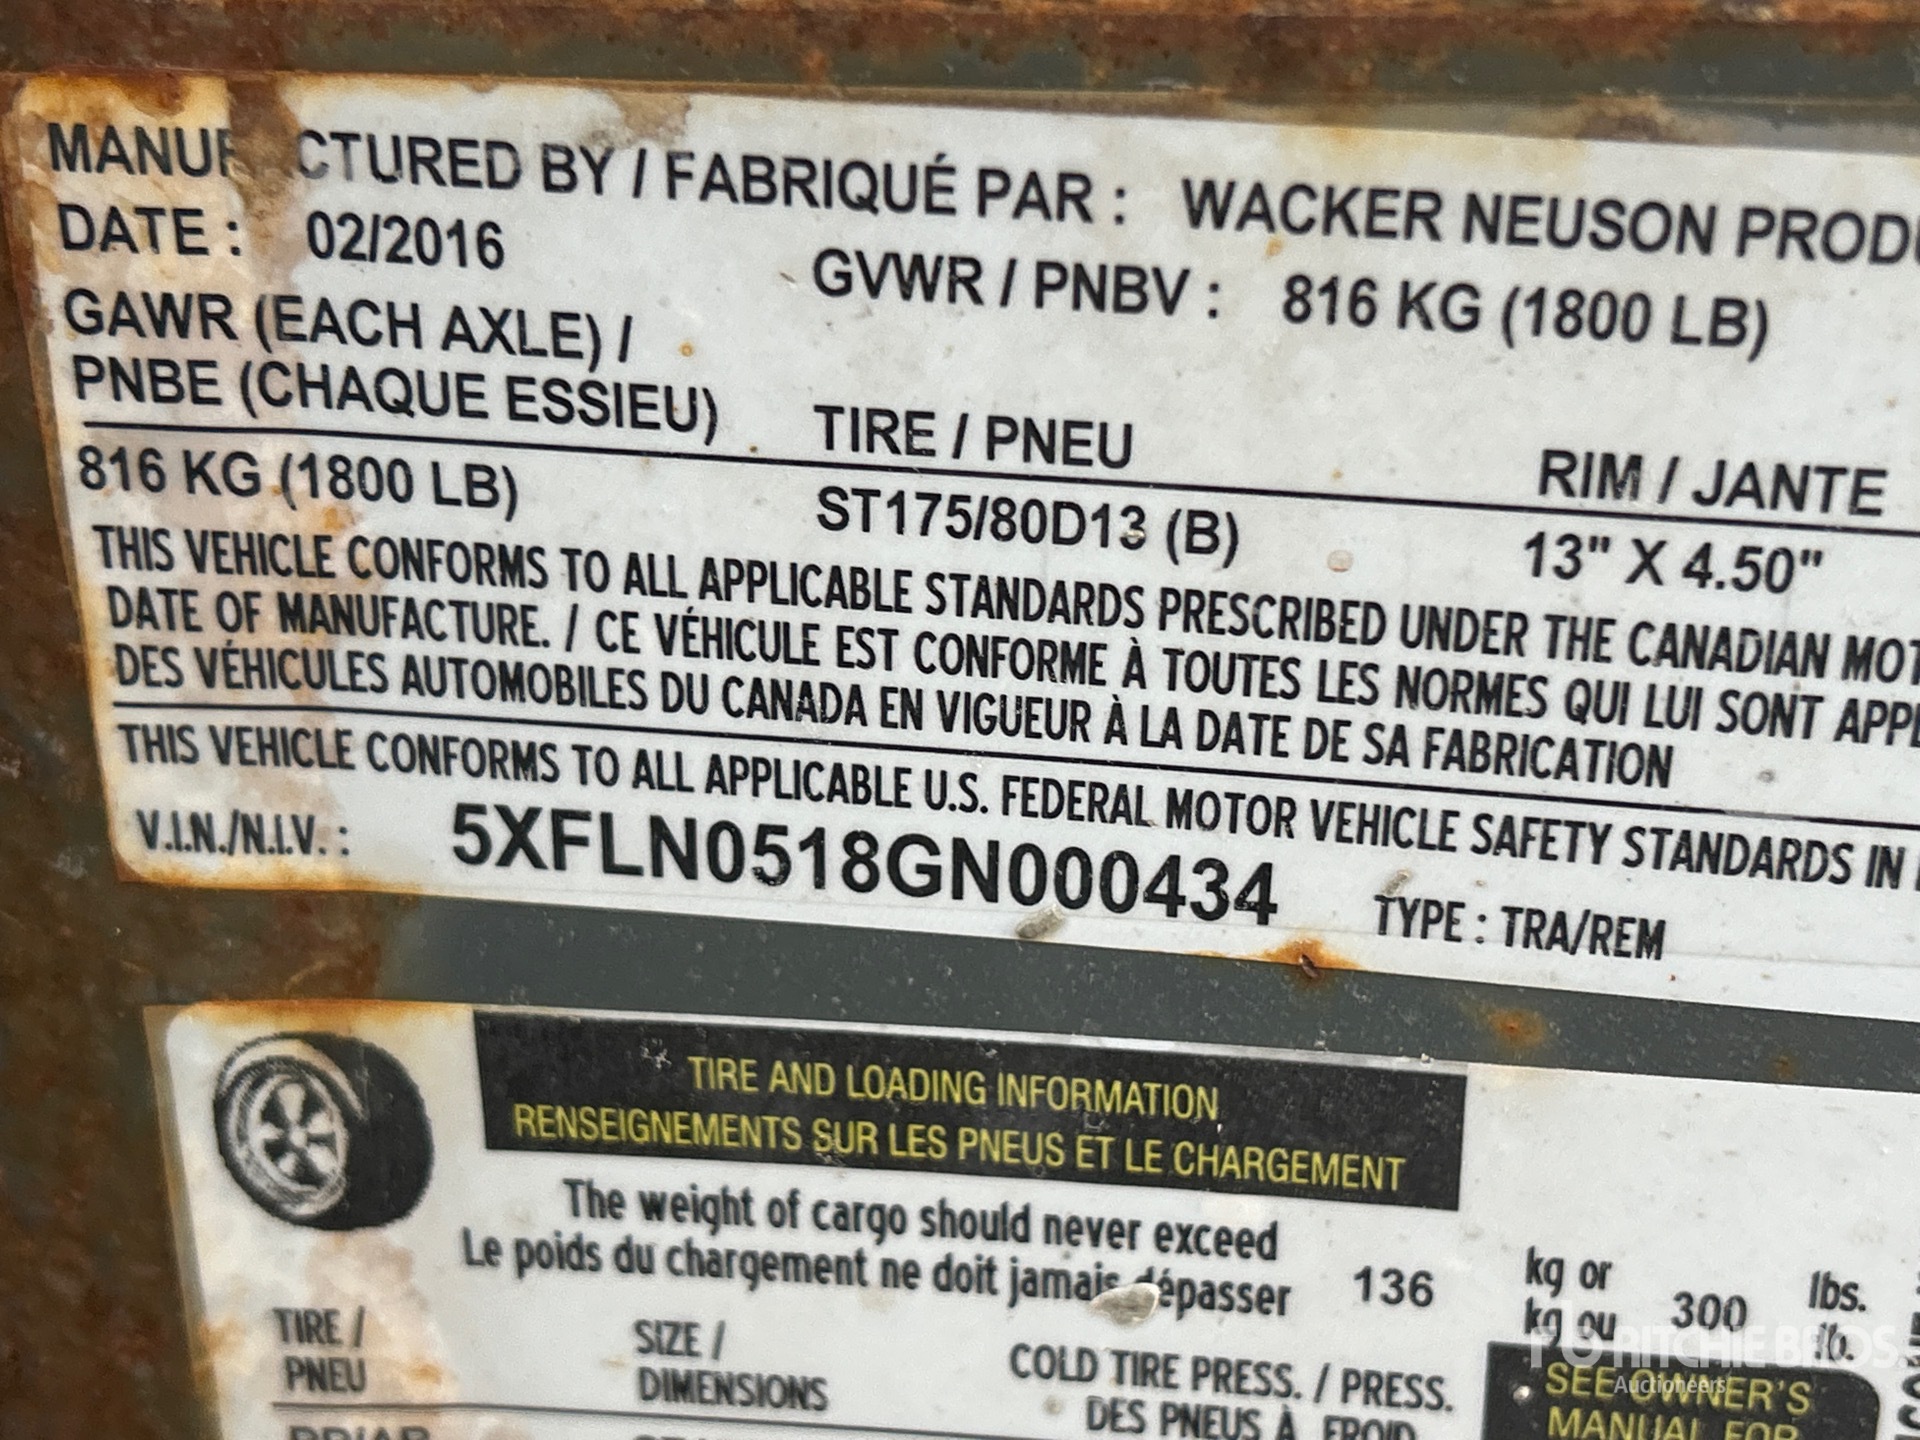 MANUF CTURED BY / FABRIQUÉ PAR : WACKER NEUSON PRODU
DATE : 02/2016 GVWR / PNBV : 816 KG (1800 LB)
GAWR (EACH AXLE) /
PNBE (CHAQUE ESSIEU) TIRE / PNEU RIM / JANTE
816 KG (1800 LB) ST175/80D13 (B) 13" X 4.50"
THIS VEHICLE CONFORMS TO ALL APPLICABLE STANDARDS PRESCRIBED UNDER THE CANADIAN MOT
DATE OF MANUFACTURE. / CE VÉHICULE EST CONFORME À TOUTES LES NORMES QUI LUI SONT APPL
DES VÉHICULES AUTOMOBILES DU CANADA EN VIGUEUR À LA DATE DE SA FABRICATION
THIS VEHICLE CONFORMS TO ALL APPLICABLE U.S. FEDERAL MOTOR VEHICLE SAFETY STANDARDS IN
V.I.N./N.I.V. : 5XFLN0518GN000434 TYPE : TRA/REM
TIRE AND LOADING INFORMATION
RENSEIGNEMENTS SUR LES PNEUS ET LE CHARGEMENT
The weight of cargo should never exceed
Le poids du chargement ne doit jamais dépasser 136
kg or
kg ou 300
lbs.
lb.
TIRE /
PNEU
SIZE /
DIMENSIONS
COLD TIRE PRESS. / PRESS.
DES PNEUS À FROID
SEE OWNER'S
MANUAL FOR
RITCHIE BROS.
Auctioneers